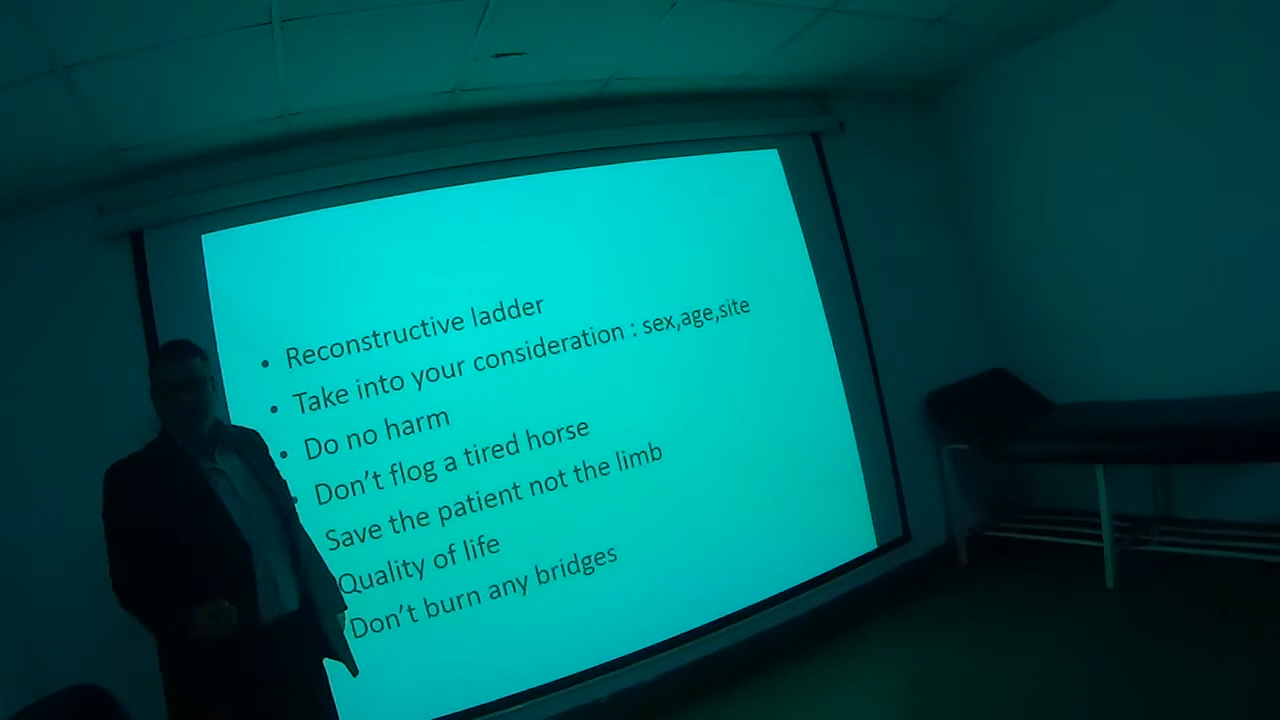 • Reconstructive ladder
• Take into your consideration : sex,age,site
• Do no harm
• Don't flog a tired horse
Save the patient not the limb
Quality of life
Don't burn any bridges